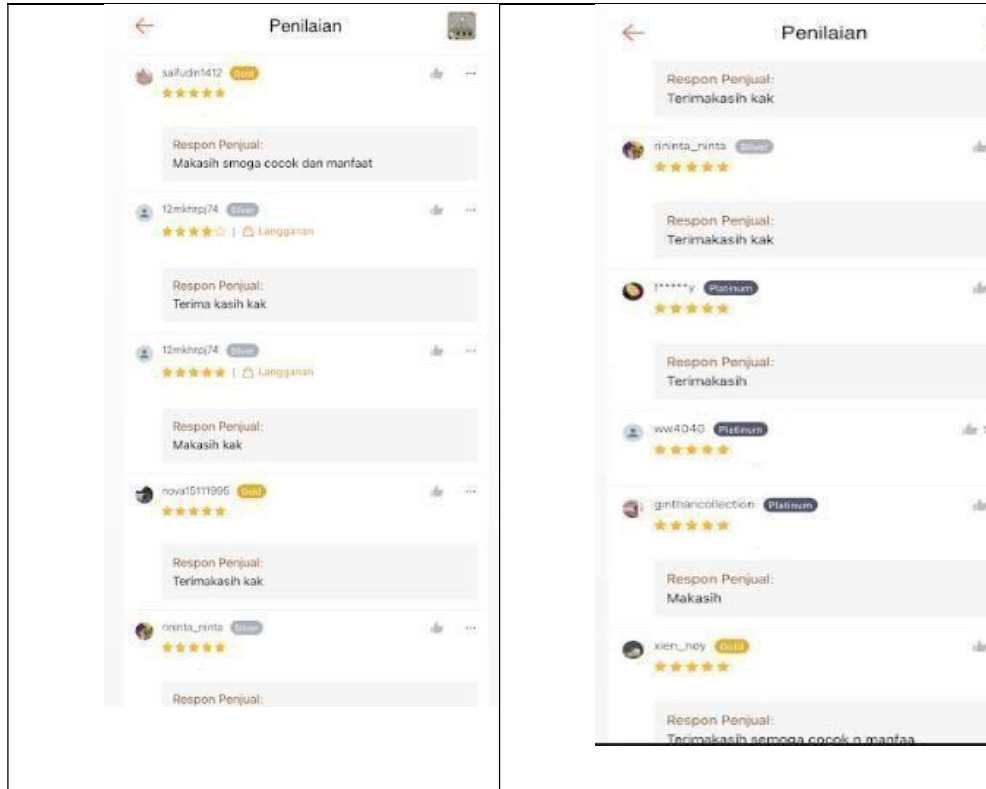 Penilaian
saifudin1412 Gold
Respon Penjual:
Makasih smoga cocok dan manfaat
12mkhrpj74 Silver
| Langganan
Respon Penjual:
Terima kasih kak
12mkhrpj74 Silver
| Langganan
Respon Penjual:
Makasih kak
nova15111995 Gold
Respon Penjual:
Terimakasih kak
rininta_ninta Silver
Respon Penjual:
Penilaian
Respon Penjual:
Terimakasih kak
rininta_ninta Silver
Respon Penjual:
Terimakasih kak
l*****y Platinum
Respon Penjual:
Terimakasih
ww4040 Platinum
Respon Penjual:
Makasih
ginthancollection Platinum
xien_noy Gold
Respon Penjual:
Terimakasih semoga cocok n manfaa...